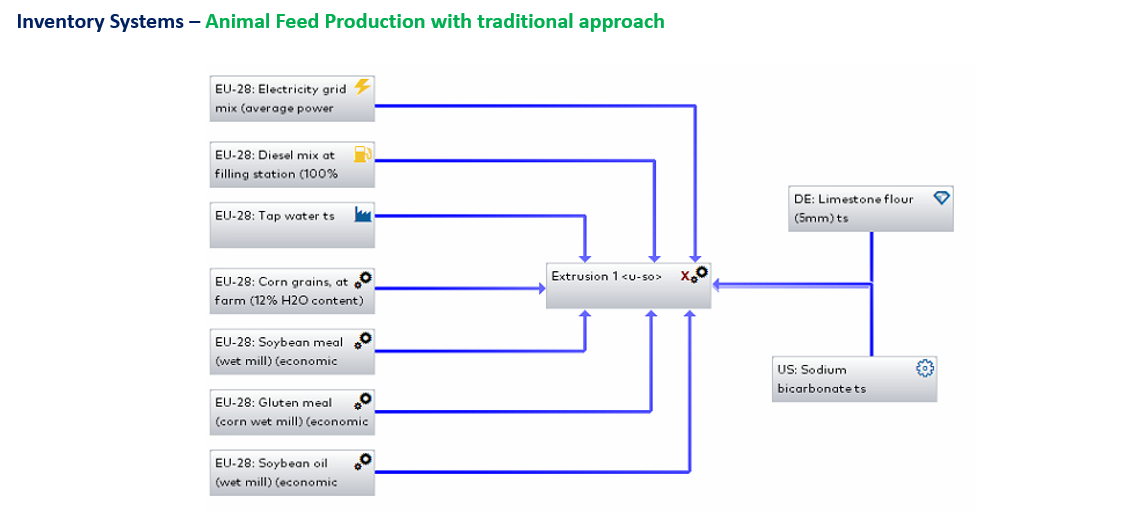 Inventory Systems – Animal Feed Production with traditional approach
EU-28: Electricity grid
mix (average power
EU-28: Diesel mix at
filling station (100%
EU-28: Tap water ts
EU-28: Corn grains, at
farm (12% H2O content)
EU-28: Soybean meal
(wet mill) (economic
EU-28: Gluten meal
(corn wet mill) (economic
EU-28: Soybean oil
(wet mill) (economic
Extrusion 1 <u-so> X
DE: Limestone flour
(5mm) ts
US: Sodium
bicarbonate ts